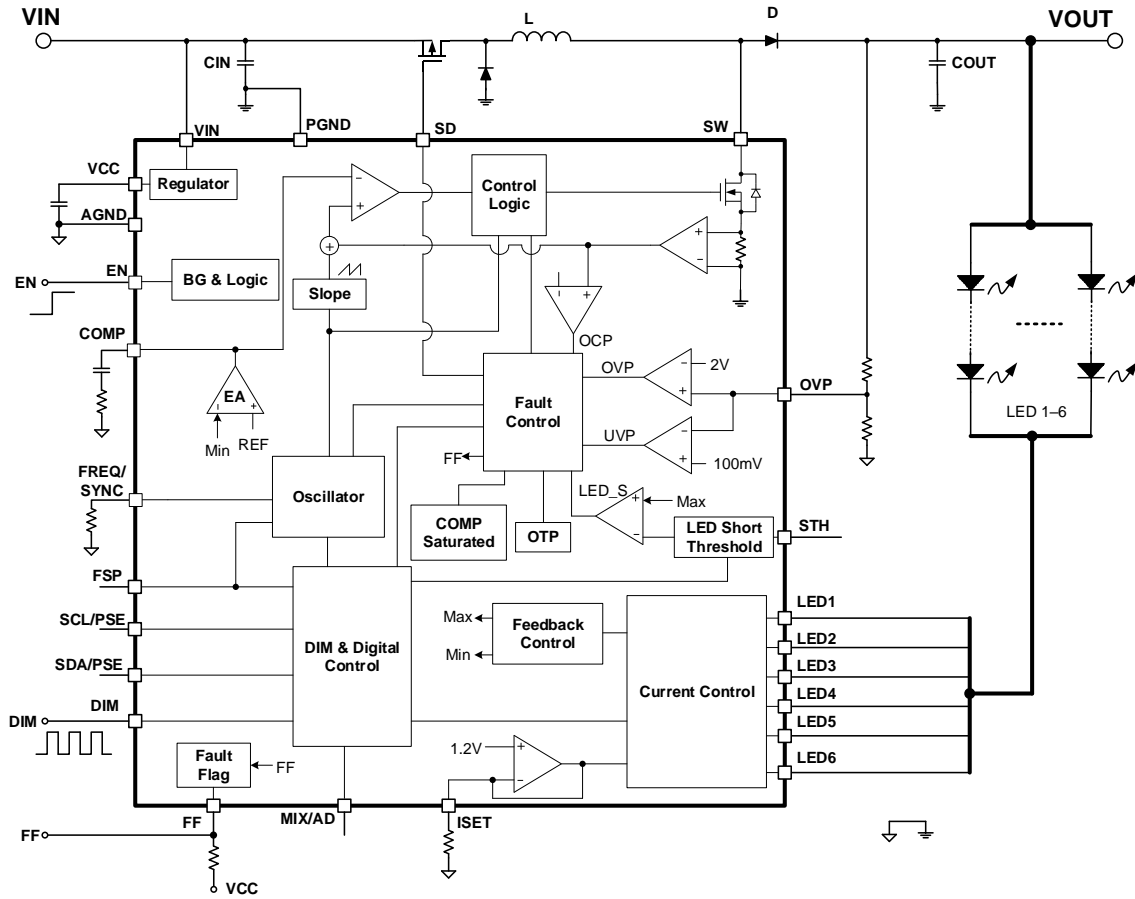 VIN
L
D
VOUT
CIN
COUT
PGND
VIN
SD
SW
VCC
Regulator
Control
Logic
AGND
EN
EN
BG & Logic
Slope
COMP
OCP
OVP
2V
OVP
EA
Fault
Control
LED 1–6
Min
REF
UVP
100mV
FF
FREQ/
SYNC
Oscillator
LED_S
Max
COMP
Saturated
OTP
LED Short
Threshold
STH
FSP
SCL/PSE
SDA/PSE
DIM & Digital
Control
Max
Min
Feedback
Control
Current Control
LED1
LED2
LED3
LED4
LED5
LED6
DIM
DIM
Fault
Flag
FF
1.2V
FF
MIX/AD
ISET
FF
VCC